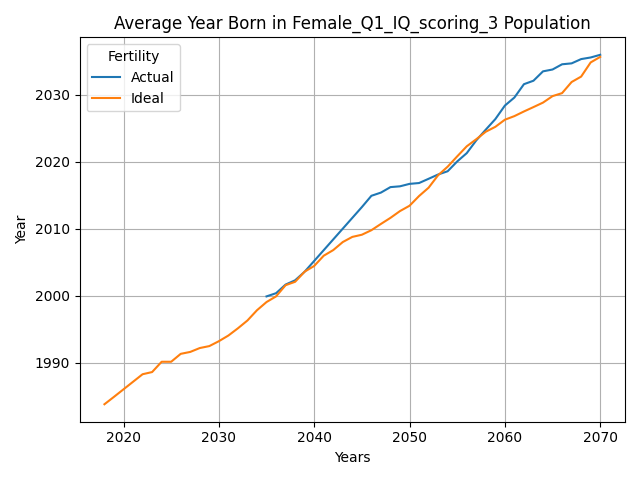 Average Year Born in Female_Q1_IQ_scoring_3 Population
Fertility
Actual
Ideal
Year
2030
2020
2010
2000
1990
2020 2030 2040 2050 2060 2070
Years